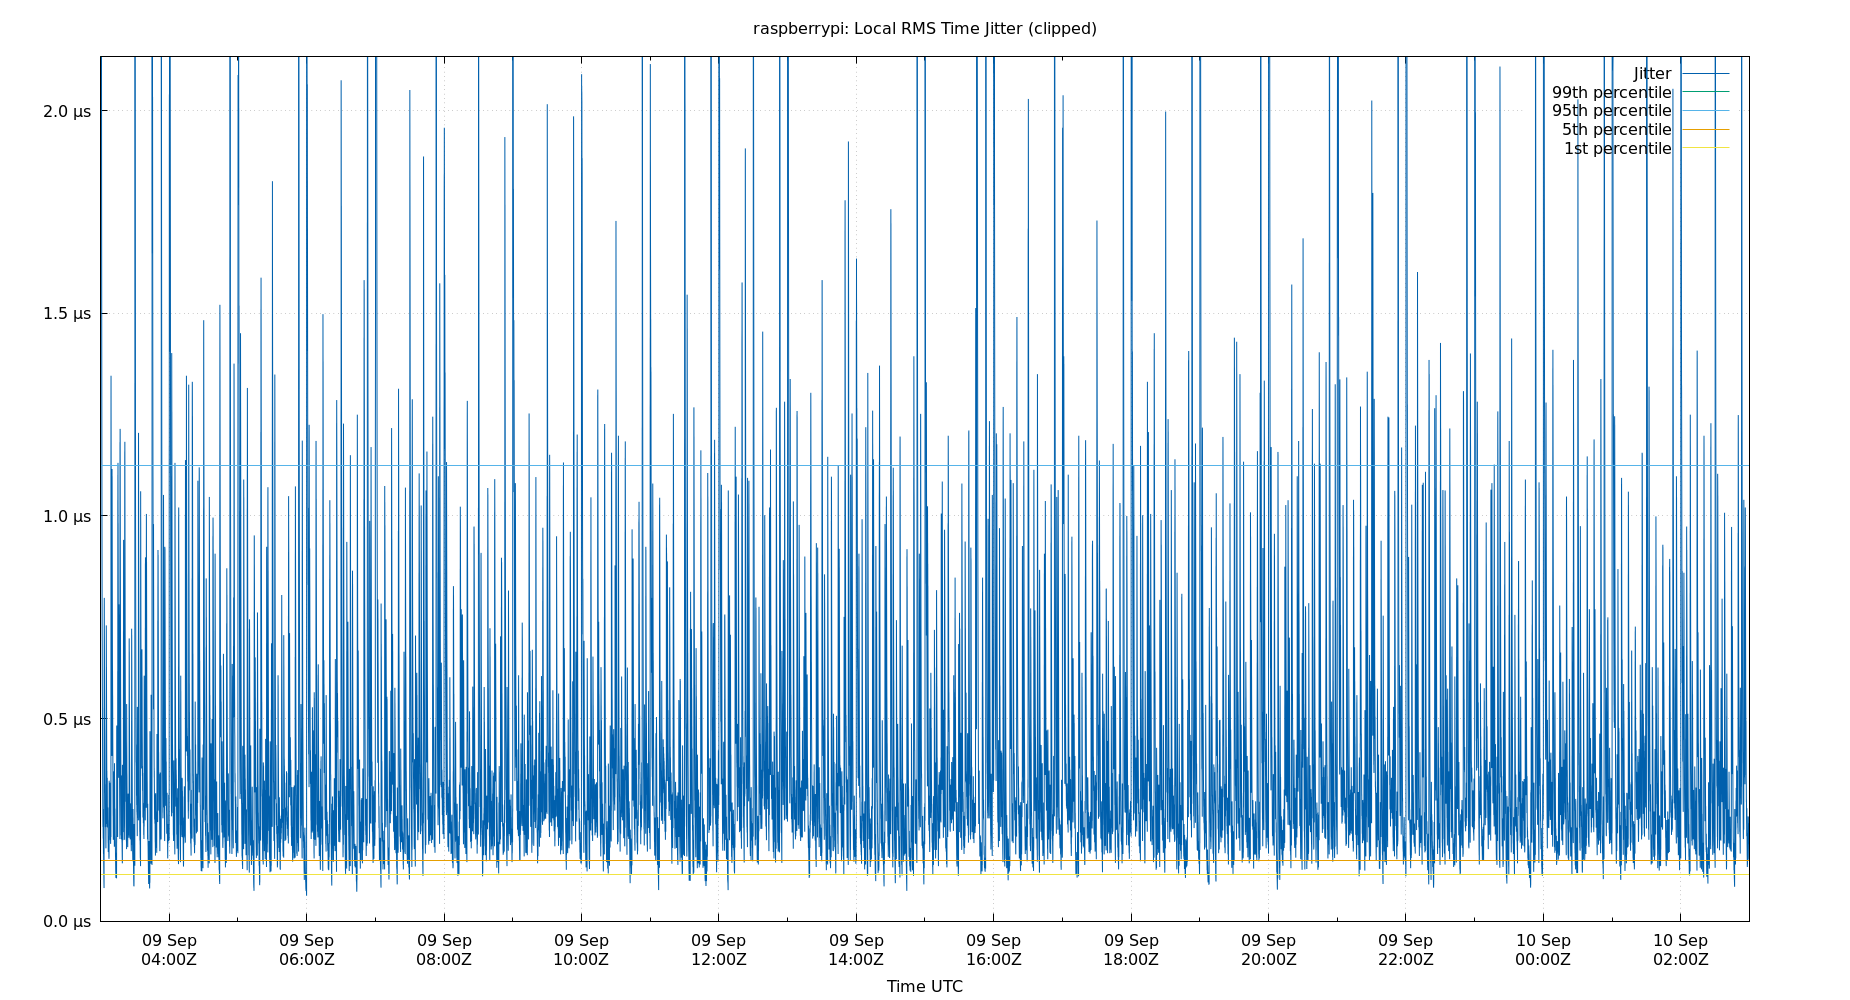 raspberrypi: Local RMS Time Jitter (clipped)
Jitter
99th percentile
95th percentile
5th percentile
1st percentile
2.0 µs
1.5 µs
1.0 µs
0.5 µs
0.0 µs
09 Sep 09 Sep 09 Sep 09 Sep 09 Sep 09 Sep 09 Sep 09 Sep 09 Sep 09 Sep 10 Sep 10 Sep
04:00Z 06:00Z 08:00Z 10:00Z 12:00Z 14:00Z 16:00Z 18:00Z 20:00Z 22:00Z 00:00Z 02:00Z
Time UTC